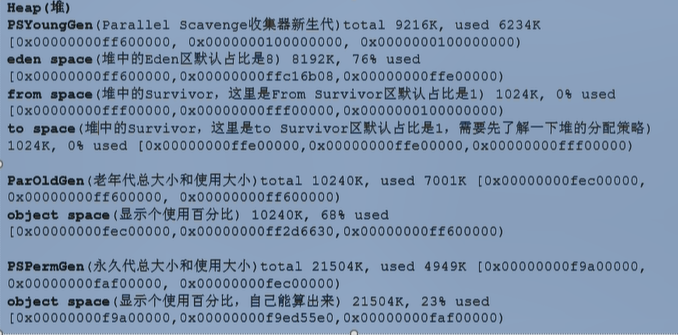 Heap(堆)
PSYoungGen(Parallel Scavenge收集器新生代)total 9216K, used 6234K
[0x00000000ff600000, 0x0000000100000000, 0x0000000100000000)
eden space(堆中的Eden区默认占比是8) 8192K, 76% used
[0x00000000ff600000,0x00000000ffc16b08,0x00000000ffe00000)
from space(堆中的Survivor，这里是From Survivor区默认占比是1) 1024K, 0% used
[0x00000000fff00000,0x00000000fff00000,0x0000000100000000)
to space(堆中的Survivor，这里是to Survivor区默认占比是1，需要先了解一下堆的分配策略)
1024K, 0% used [0x00000000ffe00000,0x00000000ffe00000,0x00000000fff00000)
ParOldGen(老年代总大小和使用大小)total 10240K, used 7001K [0x00000000fec00000,
0x00000000ff600000, 0x00000000ff600000)
object space(显示个使用百分比) 10240K, 68% used
[0x00000000fec00000,0x00000000ff2d6630,0x00000000ff600000)
PSPermGen(永久代总大小和使用大小)total 21504K, used 4949K [0x00000000f9a00000,
0x00000000faf00000, 0x00000000fec00000)
object space(显示个使用百分比，自己能算出来) 21504K, 23% used
[0x00000000f9a00000,0x00000000f9ed55e0,0x00000000faf00000)